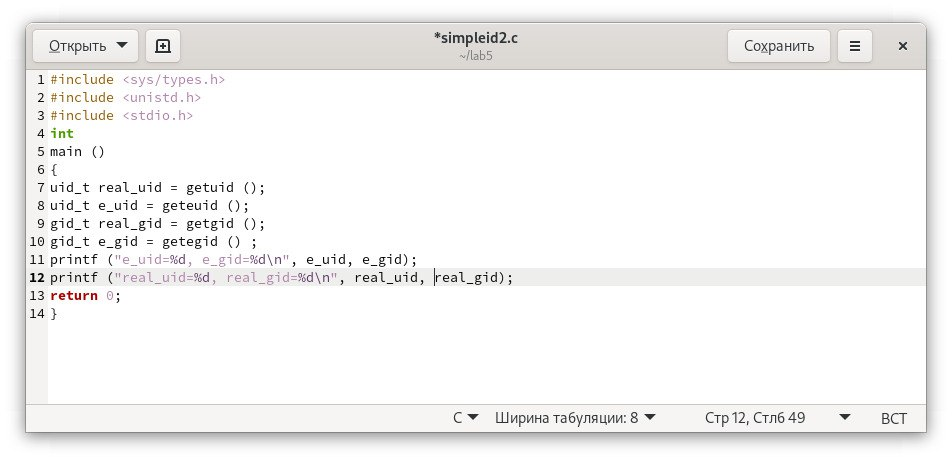 Открыть
*simpleid2.c
~/lab5
Сохранить
1 #include <sys/types.h>
2 #include <unistd.h>
3 #include <stdio.h>
4 int
5 main ()
6 {
7 uid_t real_uid = getuid ();
8 uid_t e_uid = geteuid ();
9 gid_t real_gid = getgid ();
10 gid_t e_gid = getegid () ;
11 printf ("e_uid=%d, e_gid=%d\n", e_uid, e_gid);
12 printf ("real_uid=%d, real_gid=%d\n", real_uid, real_gid);
13 return 0;
14 }
C Ширина табуляции: 8 Стр 12, Стлб 49 ВСТ